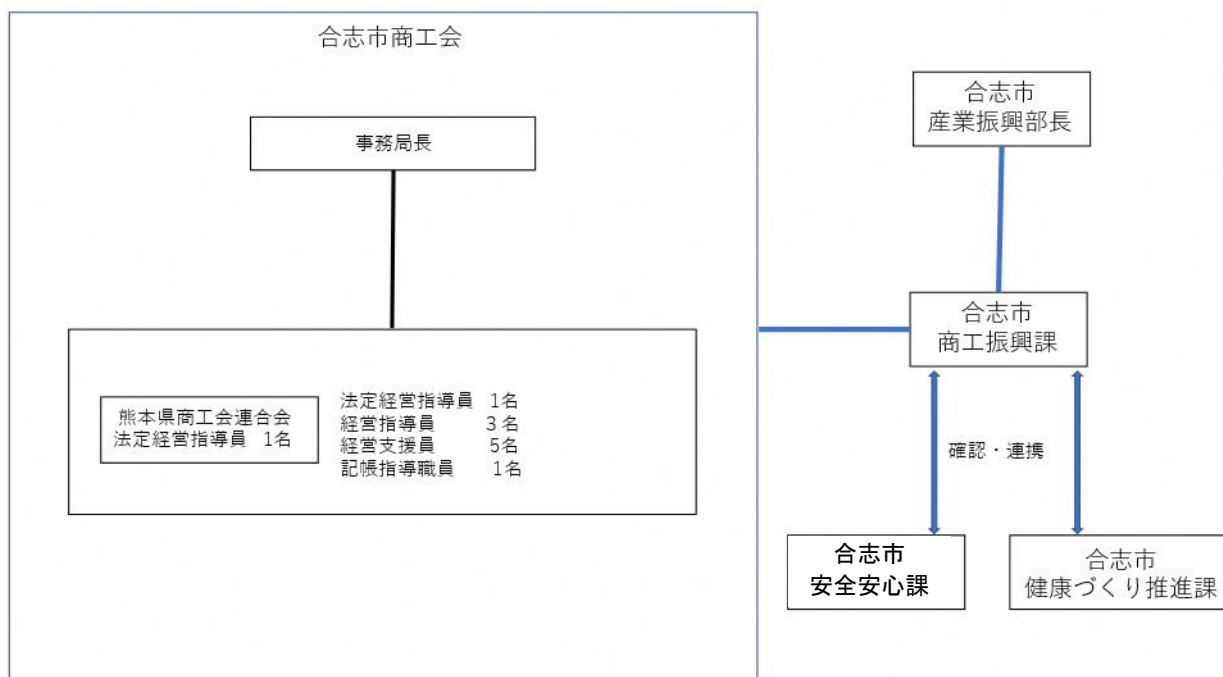 合志市商工会
事務局長
熊本県商工会連合会
法定経営指導員 1名
法定経営指導員 1名
経営指導員 3名
経営支援員 5名
記帳指導職員 1名
合志市
産業振興部長
合志市
商工振興課
確認・連携
合志市
安全安心課
合志市
健康づくり推進課